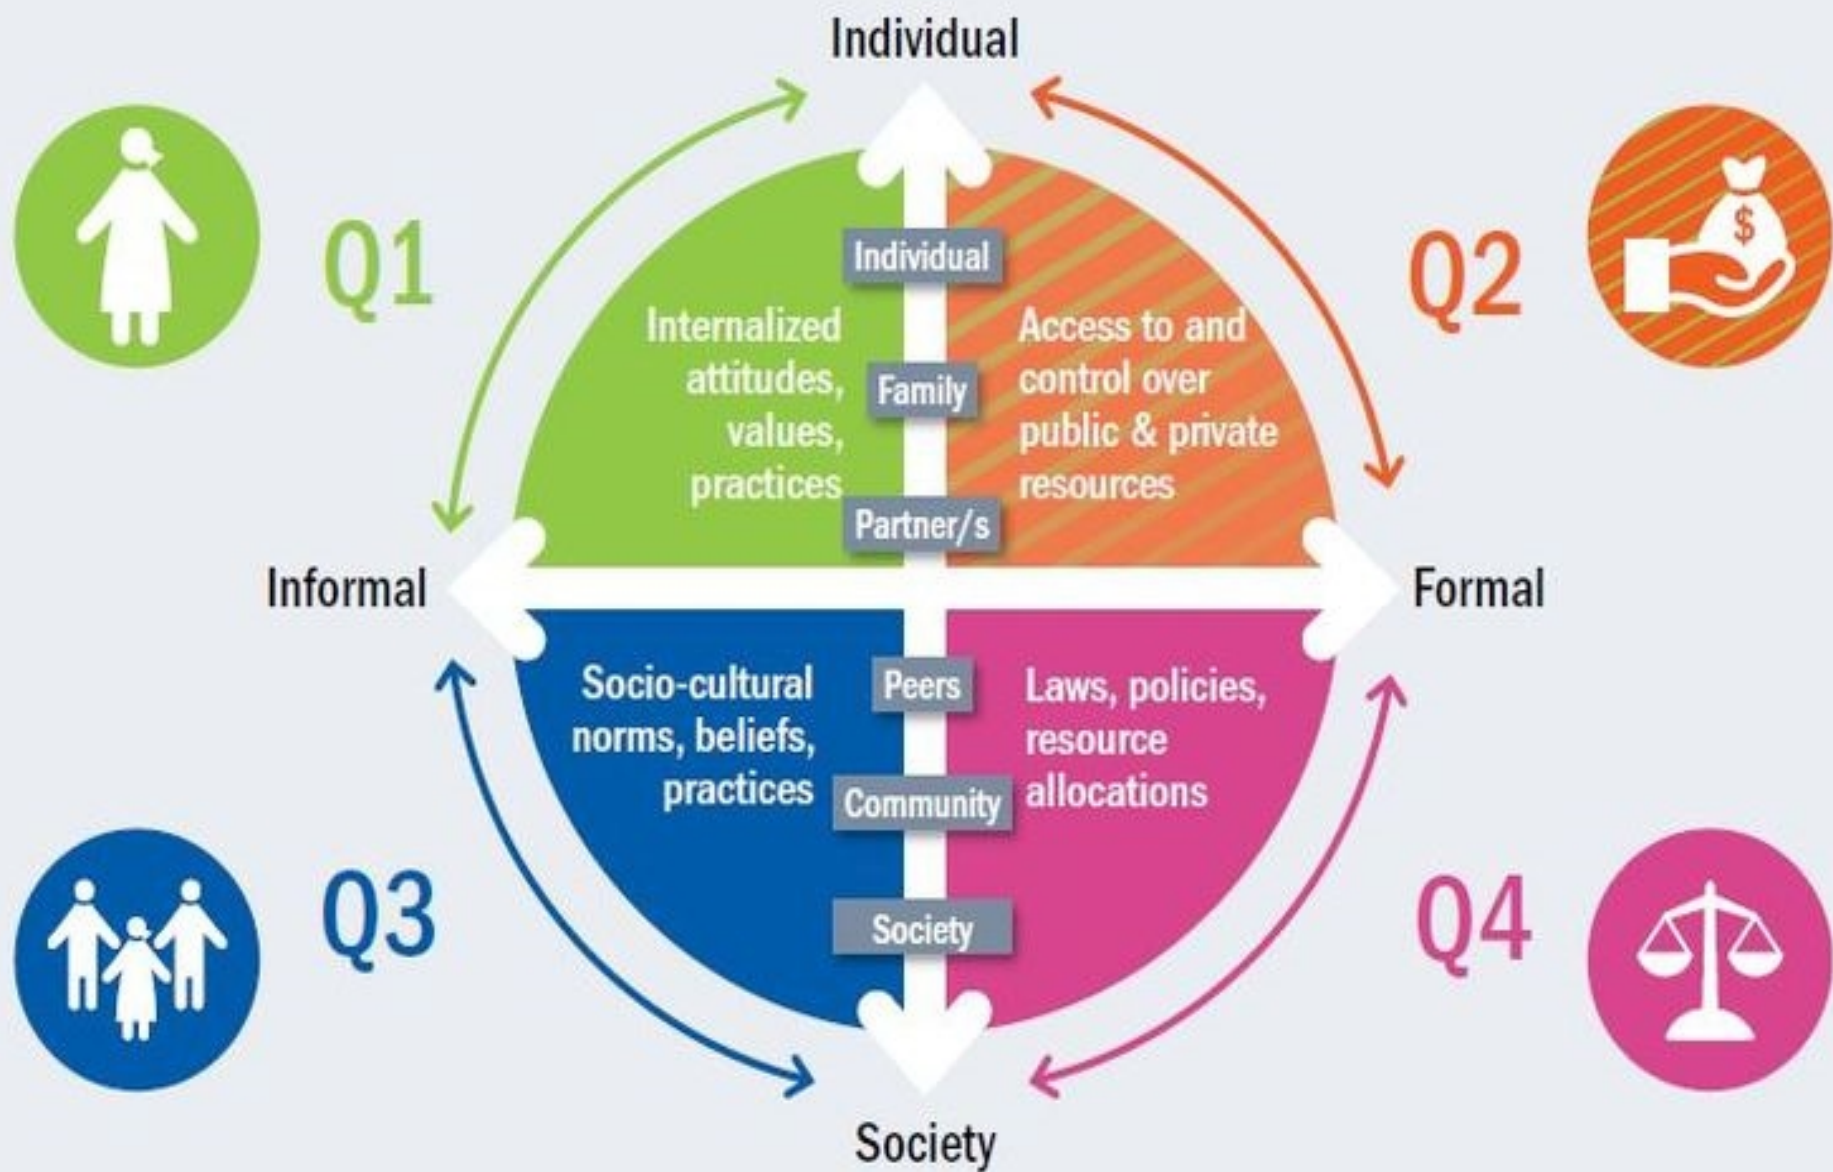 Individual
Q1
Q2
$
Individual
Internalized
attitudes,
values,
practices
Family
Access to and
control over
public & private
resources
Partner/s
Informal
Formal
Socio-cultural
norms, beliefs,
practices
Peers
Laws, policies,
resource
allocations
Community
Q3
Q4
Society
Society